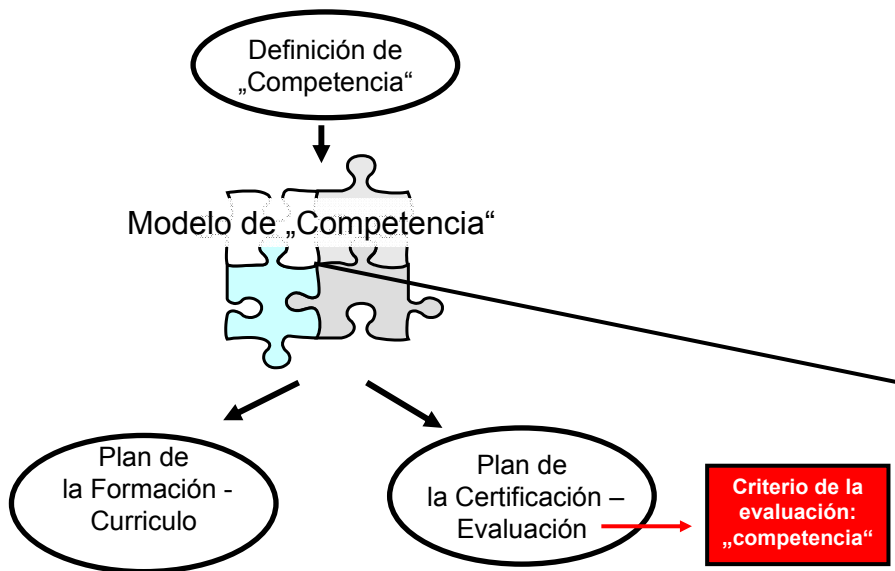 Definición de
„Competencia“
Modelo de „Competencia“
Plan de
la Formación -
Curriculo
Plan de
la Certificación –
Evaluación
Criterio de la
evaluación:
„competencia“